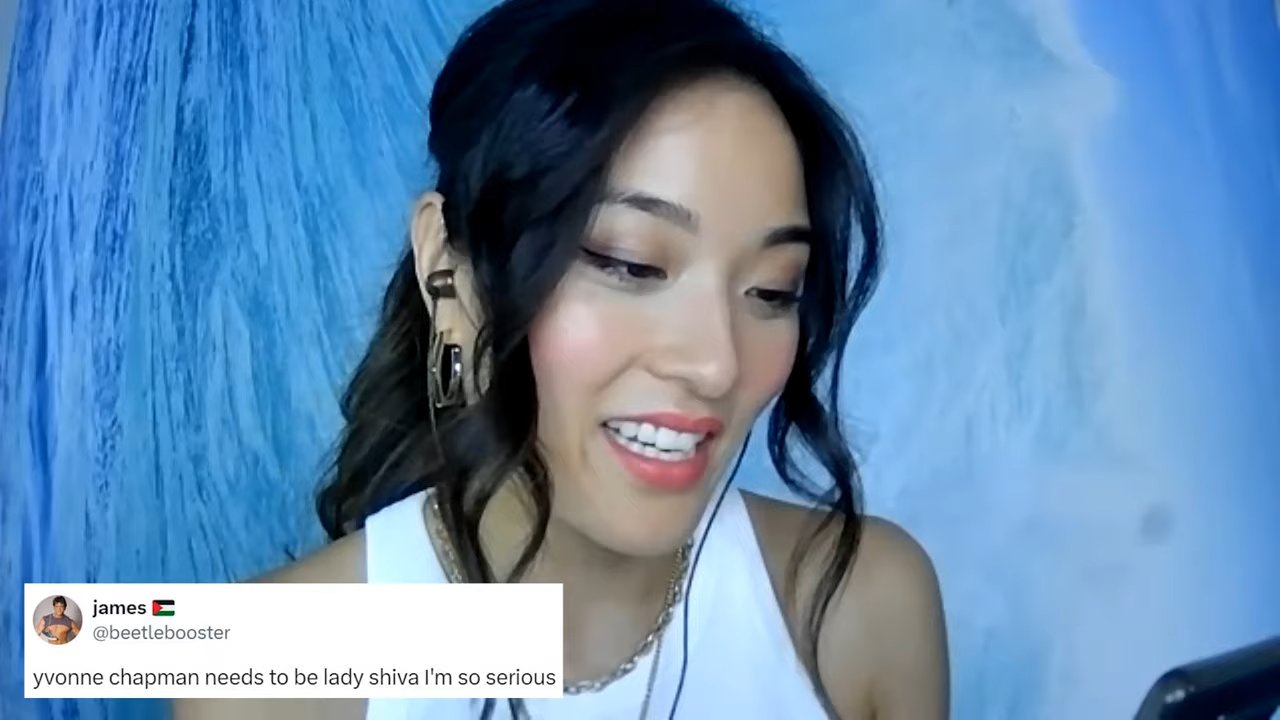 james 🇵🇸
@beetlebooster
yvonne chapman needs to be lady shiva I'm so serious